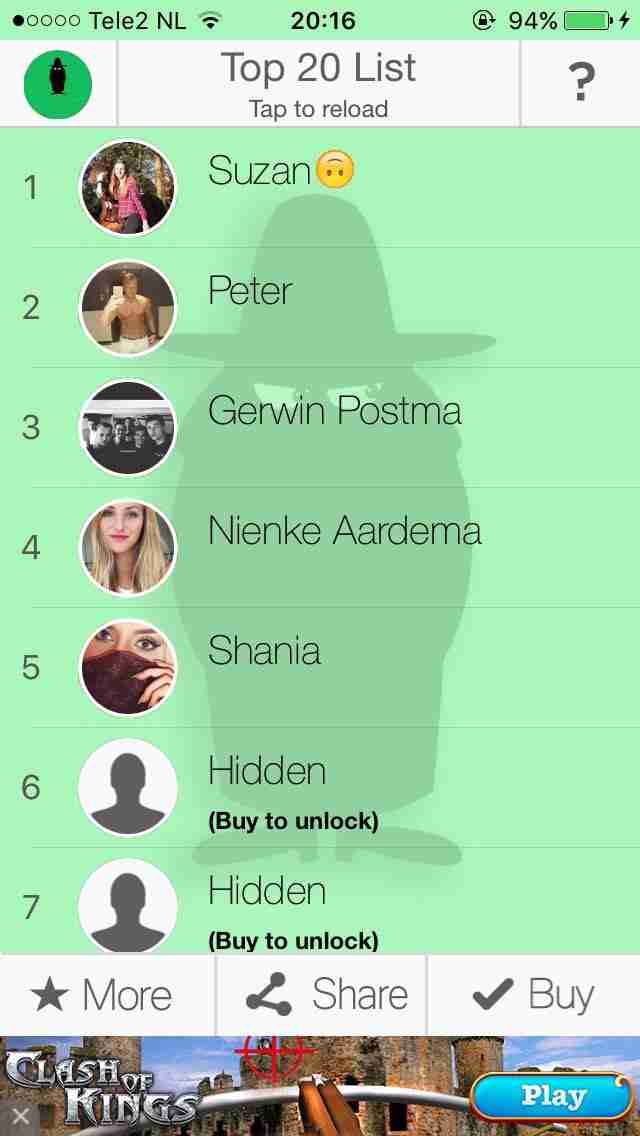 Tele2 NL 20:16 94%
Top 20 List
Tap to reload
?
1 Suzan🙃
2 Peter
3 Gerwin Postma
4 Nienke Aardema
5 Shania
6 Hidden
(Buy to unlock)
7 Hidden
(Buy to unlock)
More Share Buy
CLASH OF KINGS
Play